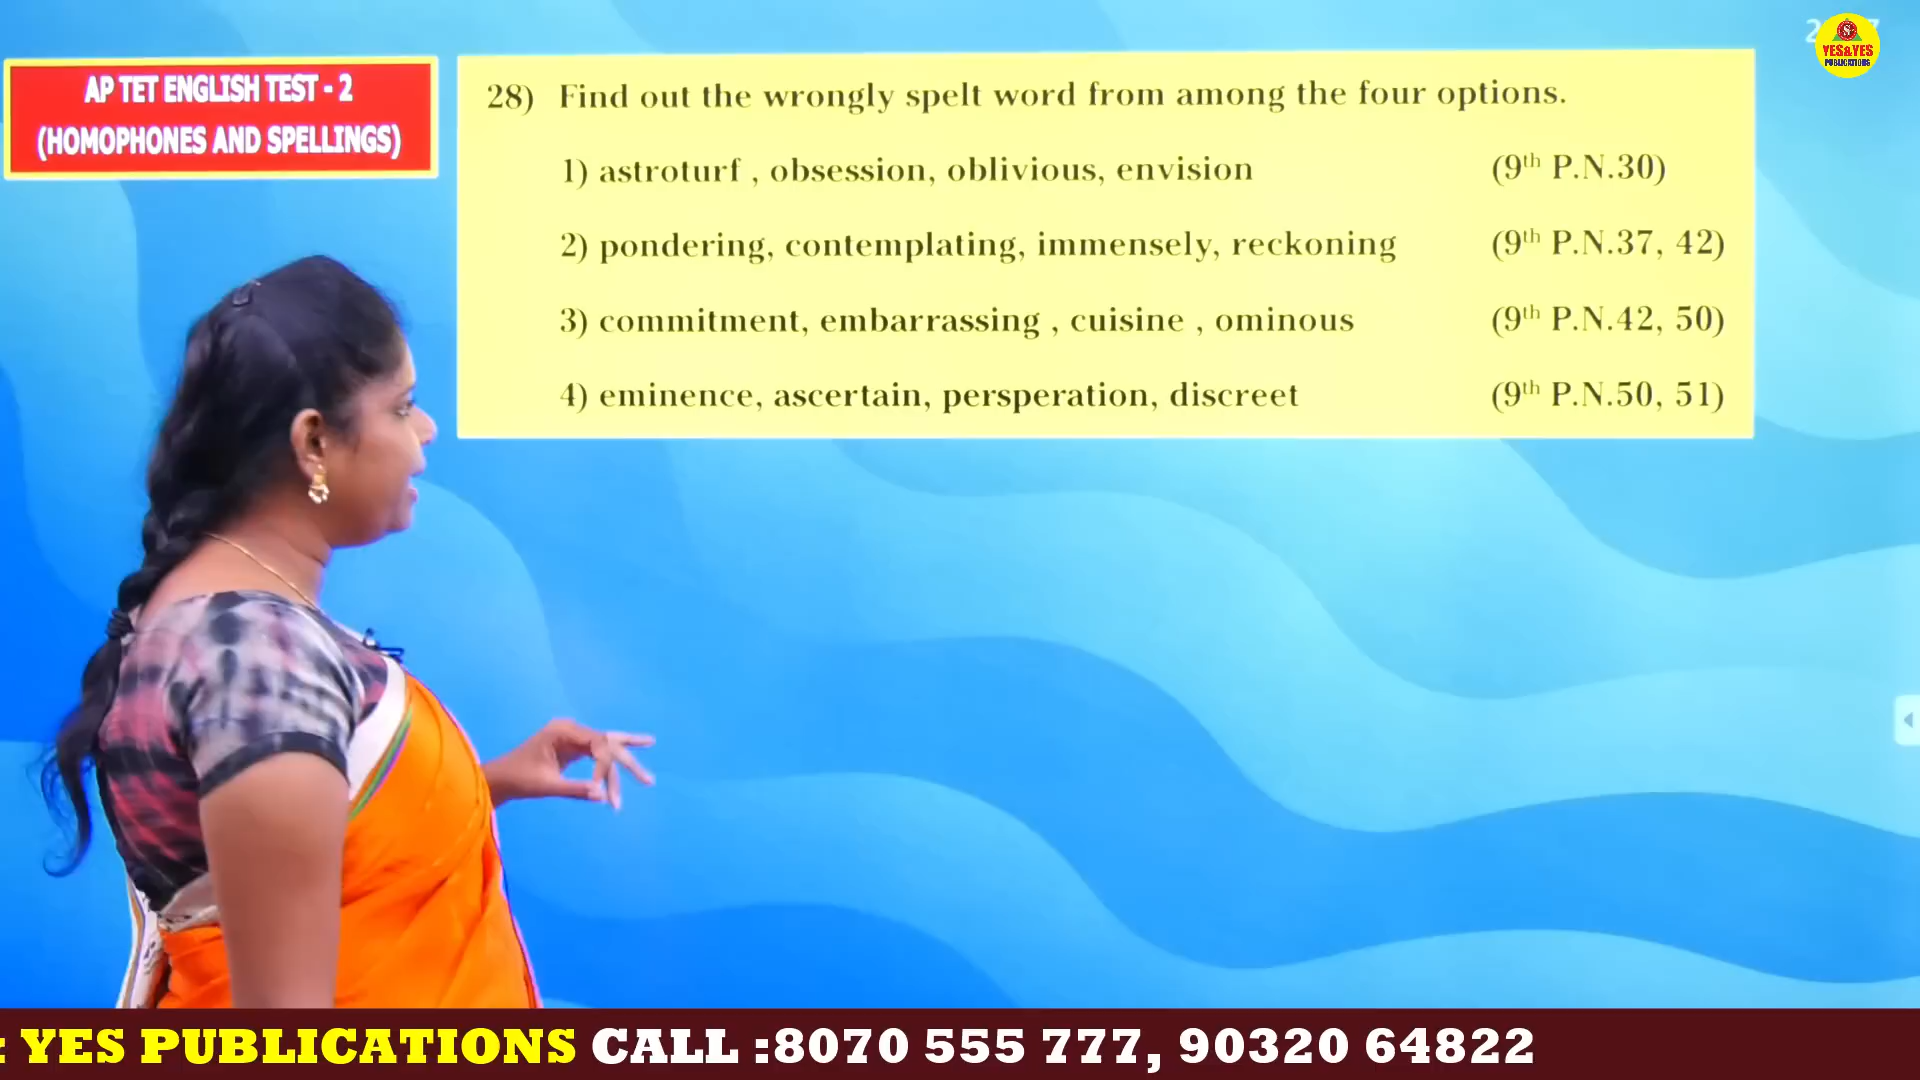 AP TET ENGLISH TEST - 2
(HOMOPHONES AND SPELLINGS)
28) Find out the wrongly spelt word from among the four options.
1) astroturf , obsession, oblivious, envision (9th P.N.30)
2) pondering, contemplating, immensely, reckoning (9th P.N.37, 42)
3) commitment, embarrassing , cuisine , ominous (9th P.N.42, 50)
4) eminence, ascertain, persperation, discreet (9th P.N.50, 51)
YES&YES
PUBLICATIONS
: YES PUBLICATIONS CALL :8070 555 777, 90320 64822